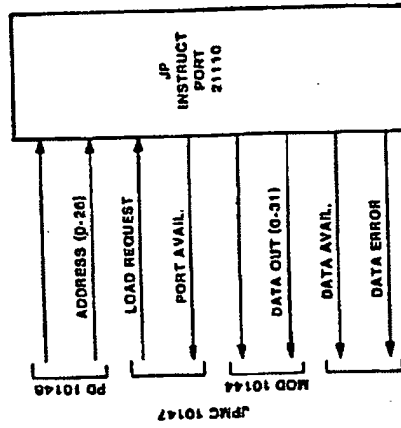 JP
INSTRUCT
PORT
21110
ADDRESS (0-26)
LOAD REQUEST
PORT AVAIL.
DATA OUT (0-31)
DATA AVAIL.
DATA ERROR
PD 10146
MOD 10144
JPMC 10147